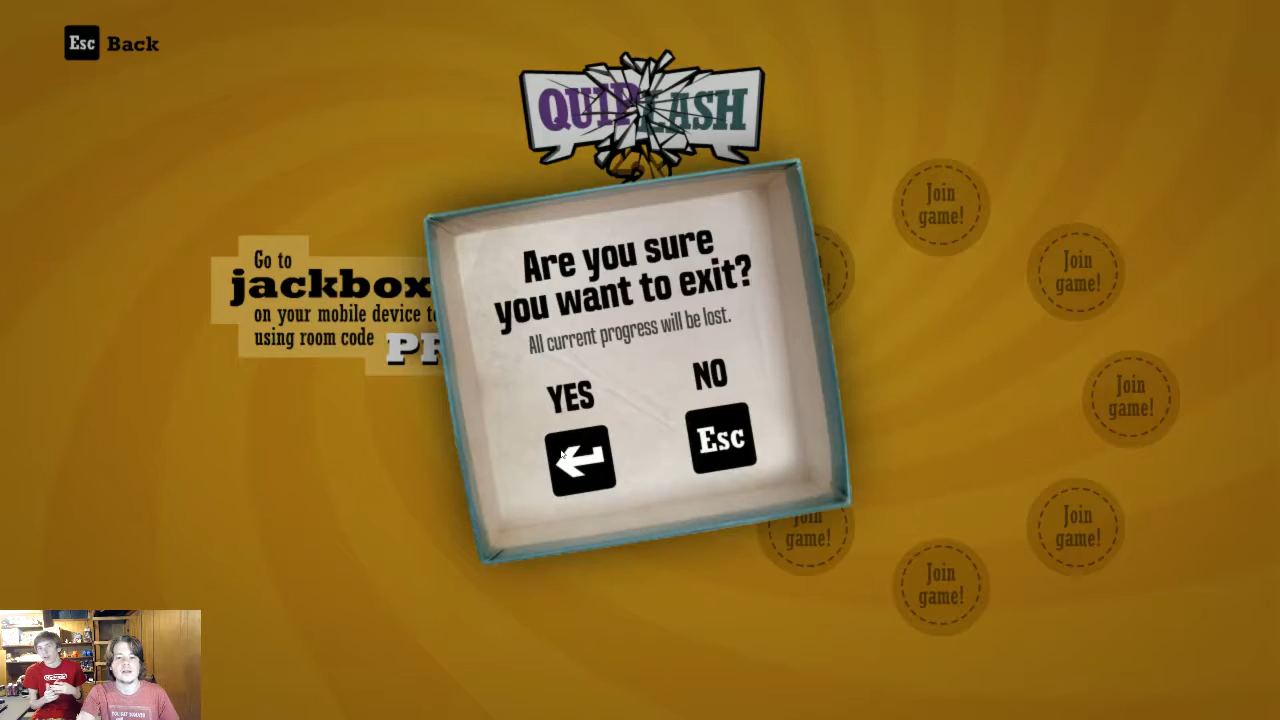 Esc Back
QUIPLASH
Go to
jackbox
on your mobile device
using room code
Are you sure
you want to exit?
All current progress will be lost.
YES
NO
Esc
Join
game!
Join
game!
Join
game!
Join
game!
Join
game!
Join
game!